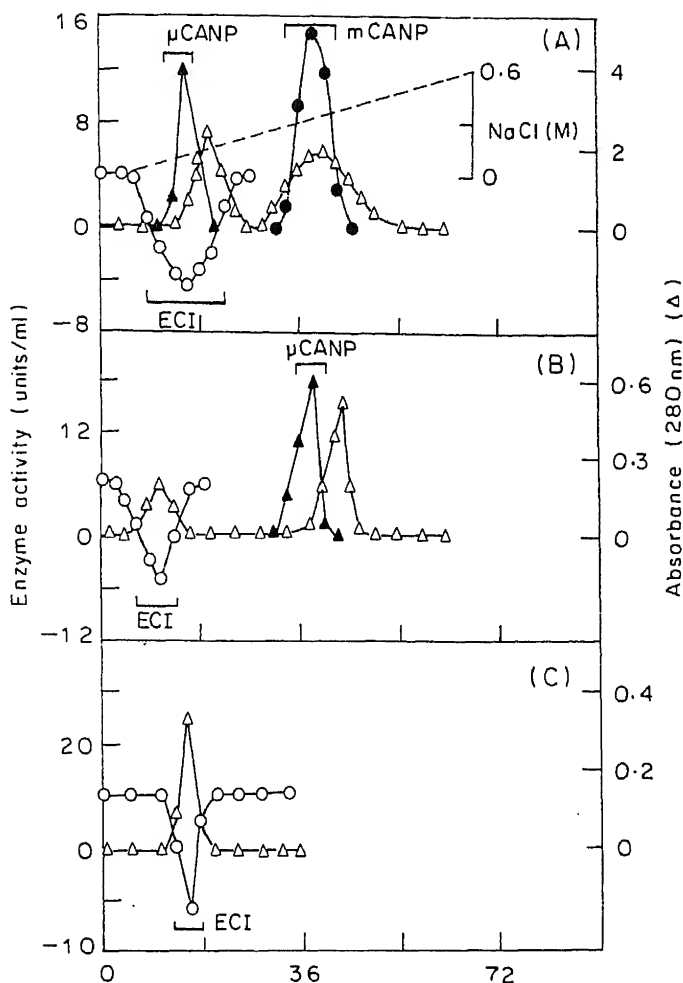 16
8
0
-8
μCANP
mCANP
(A)
0.6
NaCl (M)
0
ECI
4
2
0
Enzyme activity (units/ml)
Absorbance (280 nm) (Δ)
μCANP
(B)
12
0
-12
ECI
0.6
0.3
0
(C)
20
0
-10
ECI
0.4
0.2
0
0
36
72